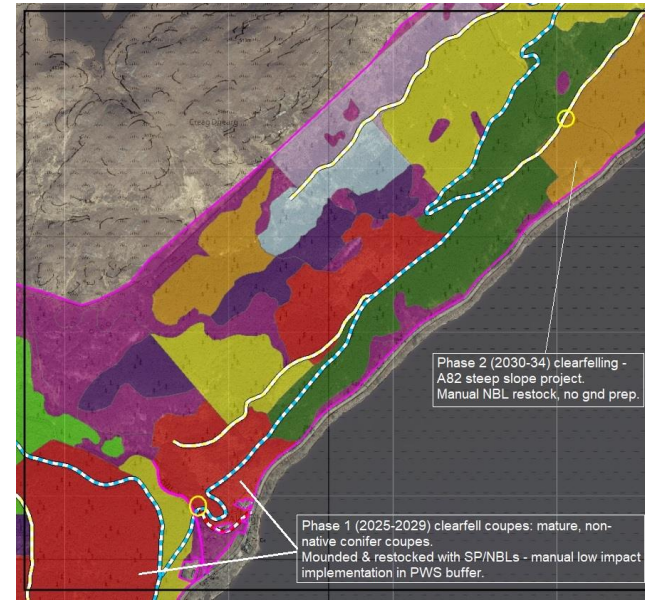 Creag Dhearg
Phase 2 (2030-34) clearfelling -
A82 steep slope project.
Manual NBL restock, no gnd prep.
Phase 1 (2025-2029) clearfell coupes: mature, non-
native conifer coupes.
Mounded & restocked with SP/NBLs - manual low impact
implementation in PWS buffer.